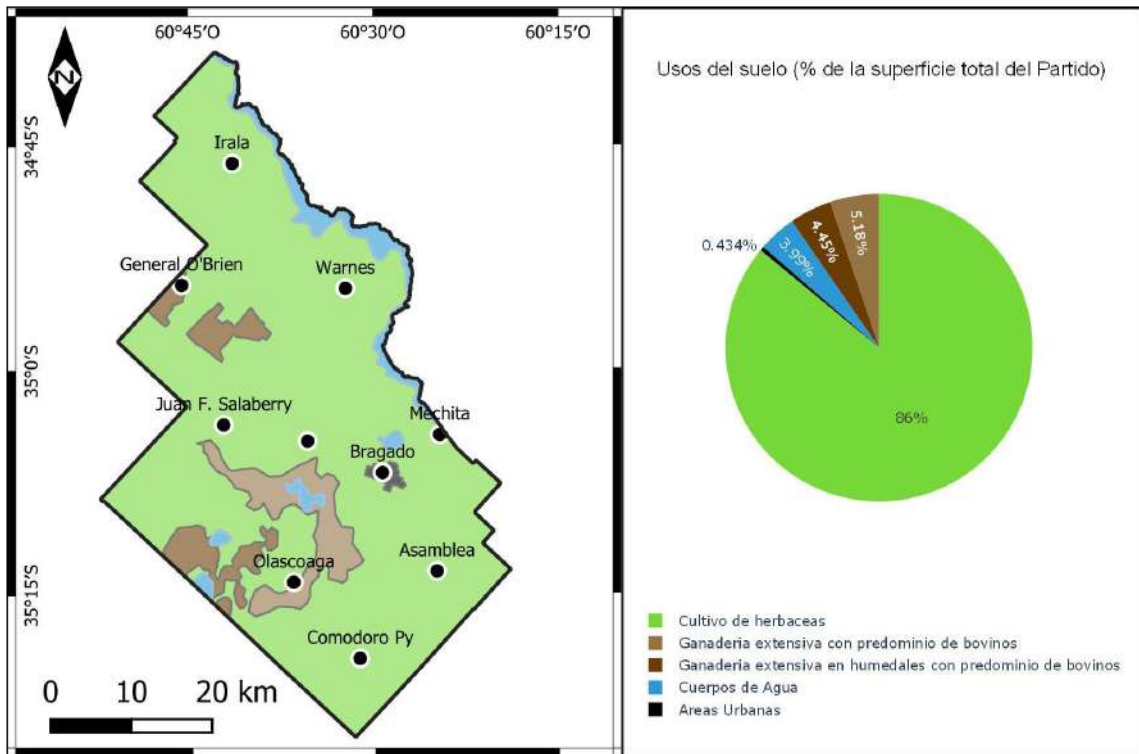 60°45'O
60°30'O
60°15'O
34°45'S
35°0'S
35°15'S
N
Irala
General O'Brien
Warnes
Juan F. Salaberry
Mechita
Bragado
Olascoaga
Asamblea
Comodoro Py
0 10 20 km
Usos del suelo (% de la superficie total del Partido)
0.434%
3.99%
4.45%
5.18%
86%
Cultivo de herbaceas
Ganaderia extensiva con predominio de bovinos
Ganaderia extensiva en humedales con predominio de bovinos
Cuerpos de Agua
Areas Urbanas